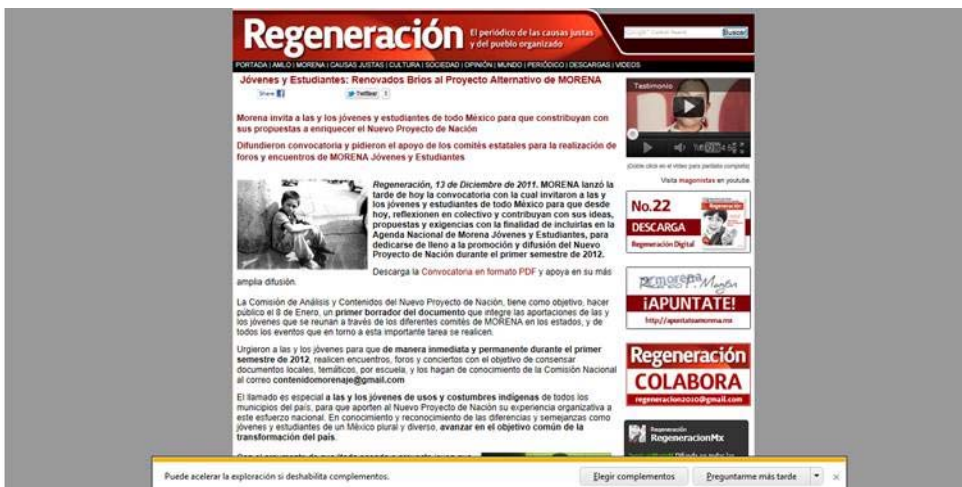 Regeneración
El periódico de las causas justas
y del pueblo organizado
Buscar
PORTADA | AMLO | MORENA | CAUSAS JUSTAS | CULTURA | SOCIEDAD | OPINIÓN | MUNDO | PERIÓDICO | DESCARGAS | VIDEOS
Jóvenes y Estudiantes: Renovados Brios al Proyecto Alternativo de MORENA
Share
Twittear
Morena invita a las y los jóvenes y estudiantes de todo México para que constribuyan con
sus propuestas a enriquecer el Nuevo Proyecto de Nación
Difundieron convocatoria y pidieron el apoyo de los comités estatales para la realización de
foros y encuentros de MORENA Jóvenes y Estudiantes
Regeneración, 13 de Diciembre de 2011. MORENA lanzó la
tarde de hoy la convocatoria con la cual invitaron a las y
los jóvenes y estudiantes de todo México para que desde
hoy, reflexionen en colectivo y contribuyan con sus ideas,
propuestas y exigencias con la finalidad de incluirlas en la
Agenda Nacional de Morena Jóvenes y Estudiantes, para
dedicarse de lleno a la promoción y difusión del Nuevo
Proyecto de Nación durante el primer semestre de 2012.
Descarga la Convocatoria en formato PDF y apoya en su más
amplia difusión.
La Comisión de Análisis y Contenidos del Nuevo Proyecto de Nación, tiene como objetivo, hacer
público el 8 de Enero, un primer borrador del documento que integre las aportaciones de las y
los jóvenes que se reunan a través de los diferentes comités de MORENA en los estados, y de
todos los eventos que en torno a esta importante tarea se realicen.
Urgieron a las y los jóvenes para que de manera inmediata y permanente durante el primer
semestre de 2012, realicen encuentros, foros y conciertos con el objetivo de consensar
documentos locales, temáticos, por escuela, y los hagan de conocimiento de la Comisión Nacional
al correo contenidomorenaje@gmail.com
El llamado es especial a las y los jóvenes de usos y costumbres indígenas de todos los
municipios del país, para que aporten al Nuevo Proyecto de Nación su experiencia organizativa a
este esfuerzo nacional. En conocimiento y reconocimiento de las diferencias y semejanzas como
jóvenes y estudiantes de un México plural y diverso, avanzar en el objetivo común de la
transformación del país.
Testimonio
(Doble click en el video para pantalla completa)
Visita magonistas en youtube
No.22
DESCARGA
Regeneración Digital
Regeneración
morena
¡APUNTATE!
http://apuntateamorena.mx
Regeneración
COLABORA
regeneracion2010@gmail.com
Regeneración
RegeneracionMx
Puede acelerar la exploración si deshabilita complementos.
Elegir complementos
Preguntarme más tarde